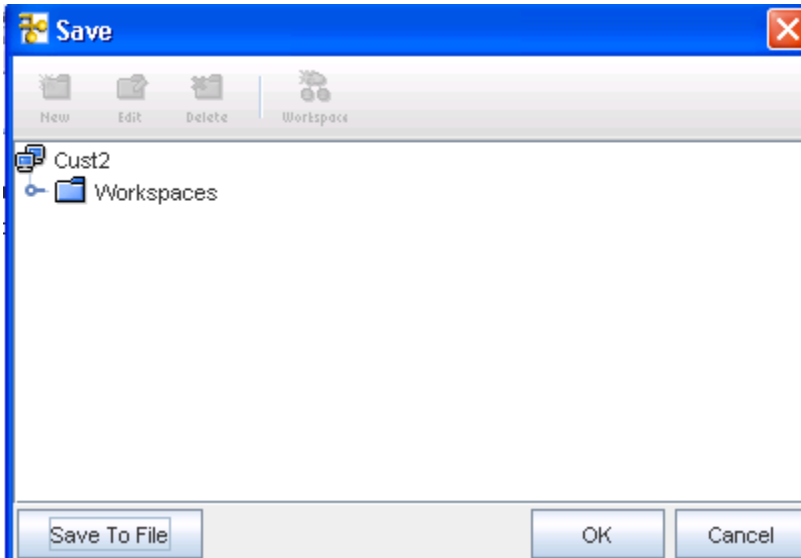 Save
New Edit Delete Workspace
Cust2
Workspaces
Save To File OK Cancel